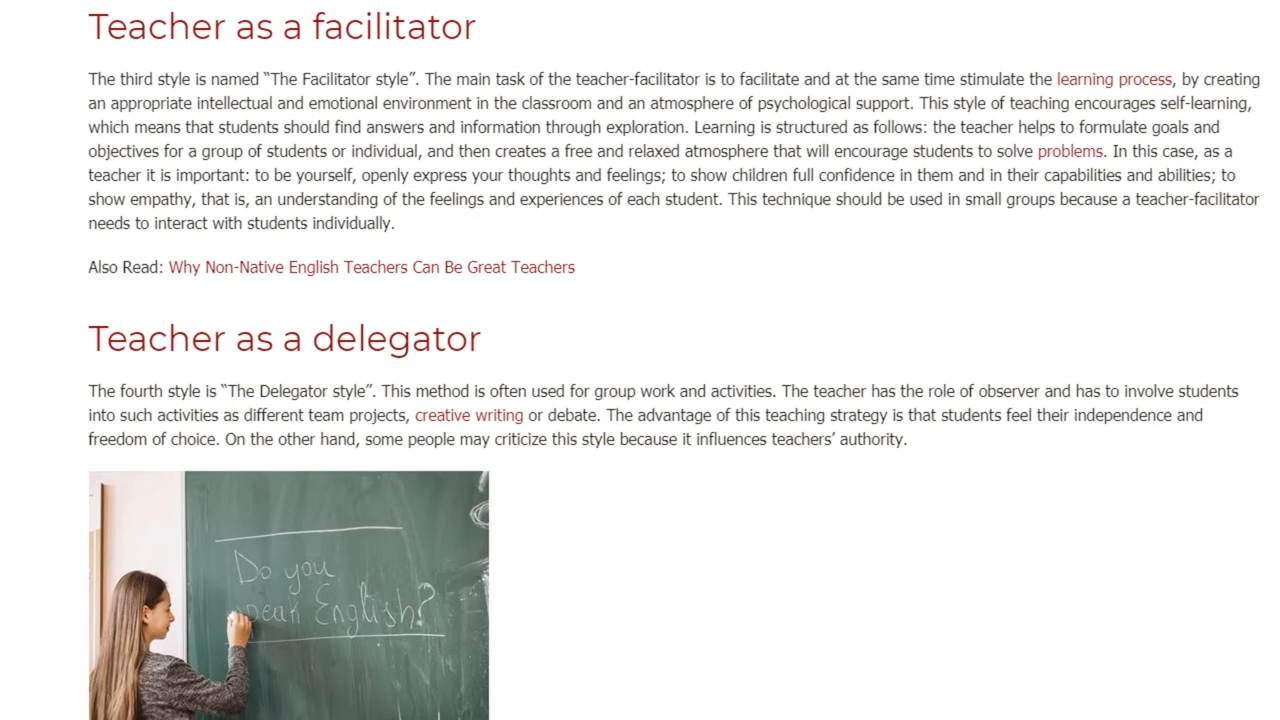 Teacher as a facilitator
The third style is named “The Facilitator style”. The main task of the teacher-facilitator is to facilitate and at the same time stimulate the learning process, by creating
an appropriate intellectual and emotional environment in the classroom and an atmosphere of psychological support. This style of teaching encourages self-learning,
which means that students should find answers and information through exploration. Learning is structured as follows: the teacher helps to formulate goals and
objectives for a group of students or individual, and then creates a free and relaxed atmosphere that will encourage students to solve problems. In this case, as a
teacher it is important: to be yourself, openly express your thoughts and feelings; to show children full confidence in them and in their capabilities and abilities; to
show empathy, that is, an understanding of the feelings and experiences of each student. This technique should be used in small groups because a teacher-facilitator
needs to interact with students individually.
Also Read: Why Non-Native English Teachers Can Be Great Teachers
Teacher as a delegator
The fourth style is “The Delegator style”. This method is often used for group work and activities. The teacher has the role of observer and has to involve students
into such activities as different team projects, creative writing or debate. The advantage of this teaching strategy is that students feel their independence and
freedom of choice. On the other hand, some people may criticize this style because it influences teachers’ authority.
Do you
speak English?